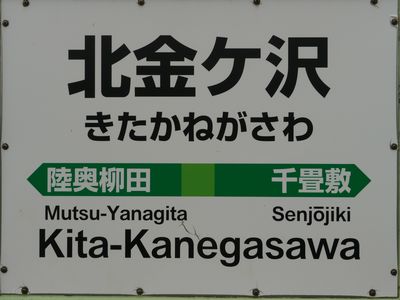 北金ケ沢
きたかねがさわ
陸奥柳田 千畳敷
Mutsu-Yanagita Senjōjiki
Kita-Kanegasawa